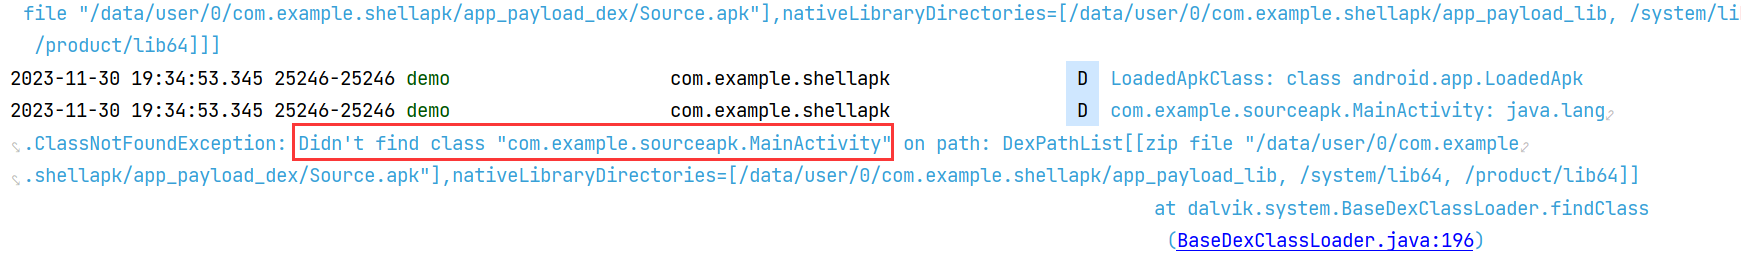 file "/data/user/0/com.example.shellapk/app_payload_dex/Source.apk"],nativeLibraryDirectories=[/data/user/0/com.example.shellapk/app_payload_lib, /system/li
/product/lib64]]]
2023-11-30 19:34:53.345 25246-25246 demo com.example.shellapk D LoadedApkClass: class android.app.LoadedApk
2023-11-30 19:34:53.345 25246-25246 demo com.example.shellapk D com.example.sourceapk.MainActivity: java.lang
.ClassNotFoundException: Didn't find class "com.example.sourceapk.MainActivity" on path: DexPathList[[zip file "/data/user/0/com.example
.shellapk/app_payload_dex/Source.apk"],nativeLibraryDirectories=[/data/user/0/com.example.shellapk/app_payload_lib, /system/lib64, /product/lib64]]
at dalvik.system.BaseDexClassLoader.findClass
(BaseDexClassLoader.java:196)